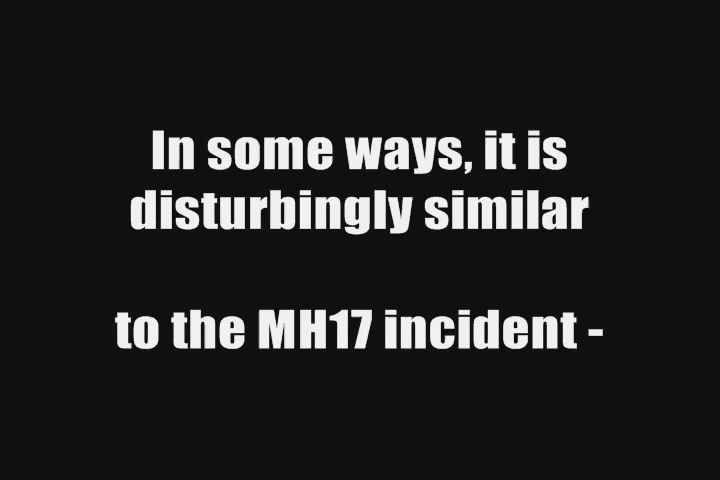 In some ways, it is
disturbingly similar
to the MH17 incident -